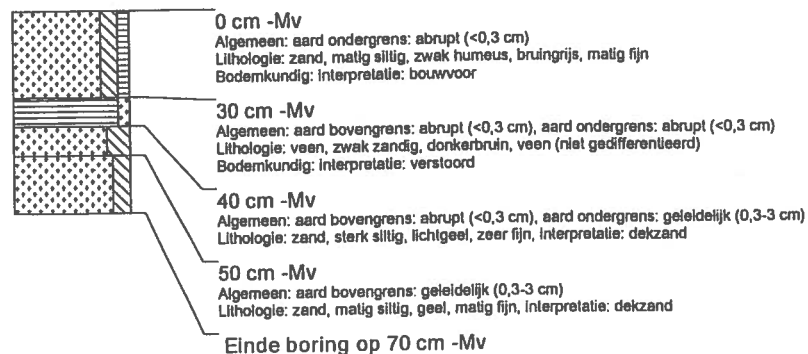 0 cm -Mv
Algemeen: aard ondergrens: abrupt (<0,3 cm)
Lithologie: zand, matig siltig, zwak humeus, bruingrijs, matig fijn
Bodemkundig: interpretatie: bouwvoor
30 cm -Mv
Algemeen: aard bovengrens: abrupt (<0,3 cm), aard ondergrens: abrupt (<0,3 cm)
Lithologie: veen, zwak zandig, donkerbruin, veen (niet gedifferentieerd)
Bodemkundig: interpretatie: verstoord
40 cm -Mv
Algemeen: aard bovengrens: abrupt (<0,3 cm), aard ondergrens: geleidelijk (0,3-3 cm)
Lithologie: zand, sterk siltig, lichtgeel, zeer fijn, interpretatie: dekzand
50 cm -Mv
Algemeen: aard bovengrens: geleidelijk (0,3-3 cm)
Lithologie: zand, matig siltig, geel, matig fijn, interpretatie: dekzand
Einde boring op 70 cm -Mv